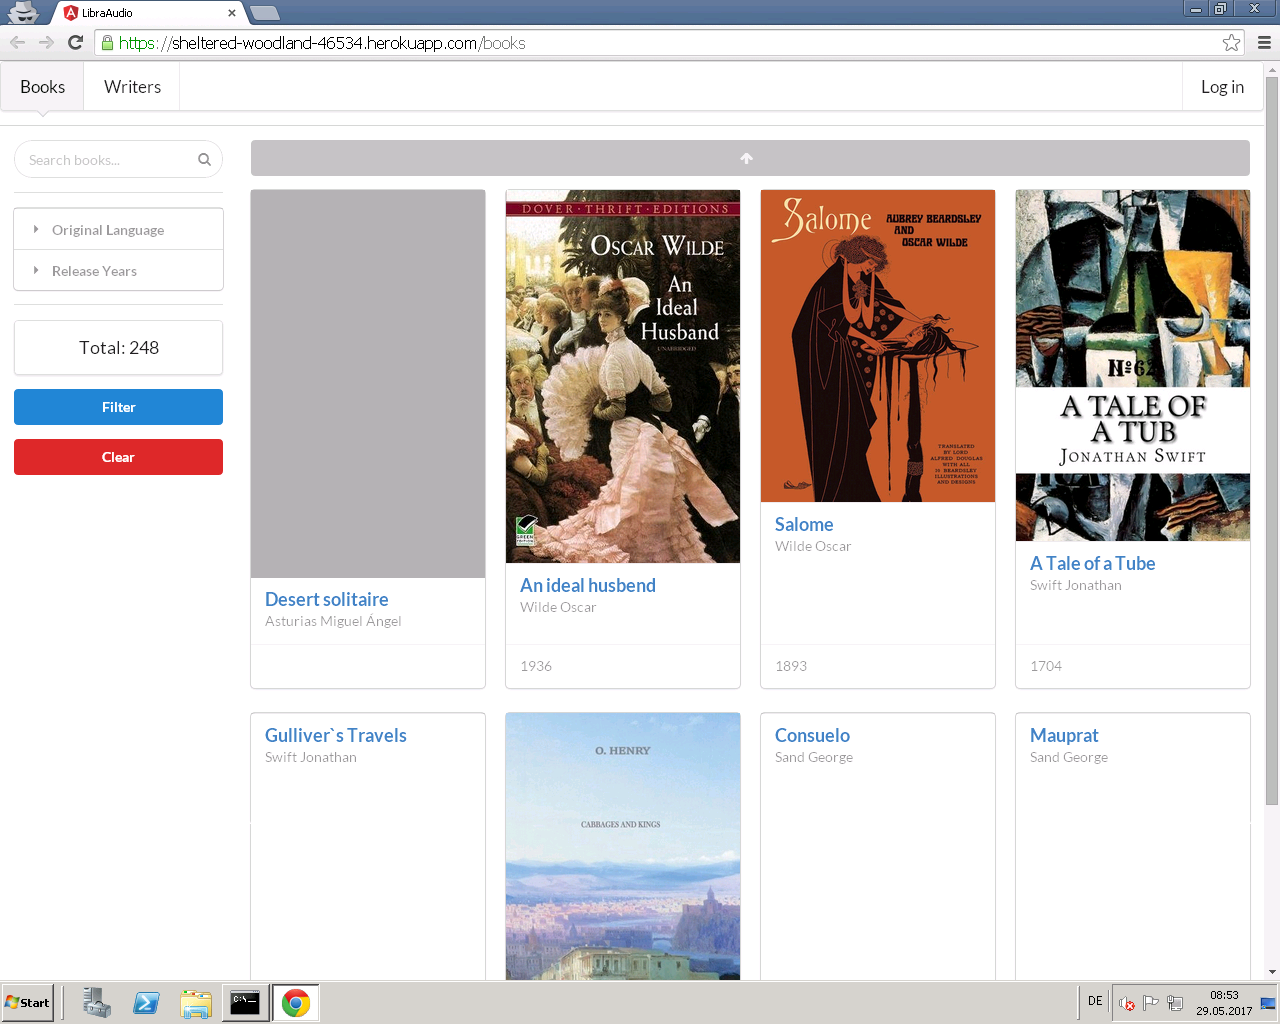 LibraAudio
https://sheltered-woodland-46534.herokuapp.com/books
Books
Writers
Log in
Search books...
Original Language
Release Years
Total: 248
Filter
Clear
Desert solitaire
Asturias Miguel Ángel
DOVER · THRIFT · EDITIONS
OSCAR WILDE
An
Ideal
Husband
UNABRIDGED
GREEN EDITION
An ideal husbend
Wilde Oscar
1936
Salome
AUBREY BEARDSLEY
AND
OSCAR WILDE
TRANSLATED
BY LORD
ALFRED DOUGLAS
WITH ALL
16 BEARDSLEY
ILLUSTRATIONS
AND DESIGNS
Salome
Wilde Oscar
1893
Nº62
A TALE OF
A TUB
JONATHAN SWIFT
A Tale of a Tube
Swift Jonathan
1704
Gulliver`s Travels
Swift Jonathan
O. HENRY
CABBAGES AND KINGS
Consuelo
Sand George
Mauprat
Sand George
Start
C:\
DE
08:53
29.05.2017